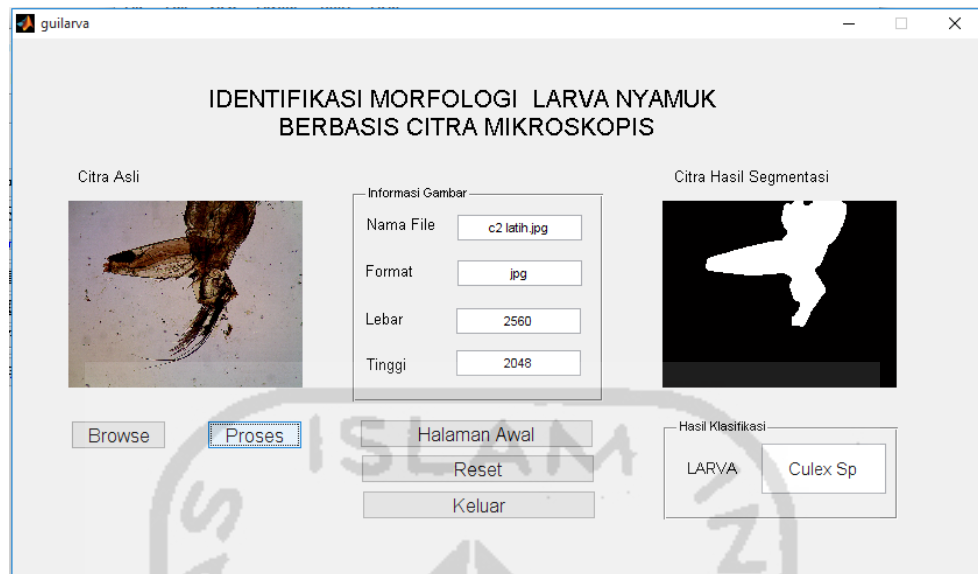 guilarva
IDENTIFIKASI MORFOLOGI LARVA NYAMUK
BERBASIS CITRA MIKROSKOPIS
Citra Asli
Informasi Gambar
Nama File c2 latih.jpg
Format jpg
Lebar 2560
Tinggi 2048
Citra Hasil Segmentasi
Browse
Proses
Halaman Awal
Reset
Keluar
Hasil Klasifikasi
LARVA Culex Sp
ISLAM